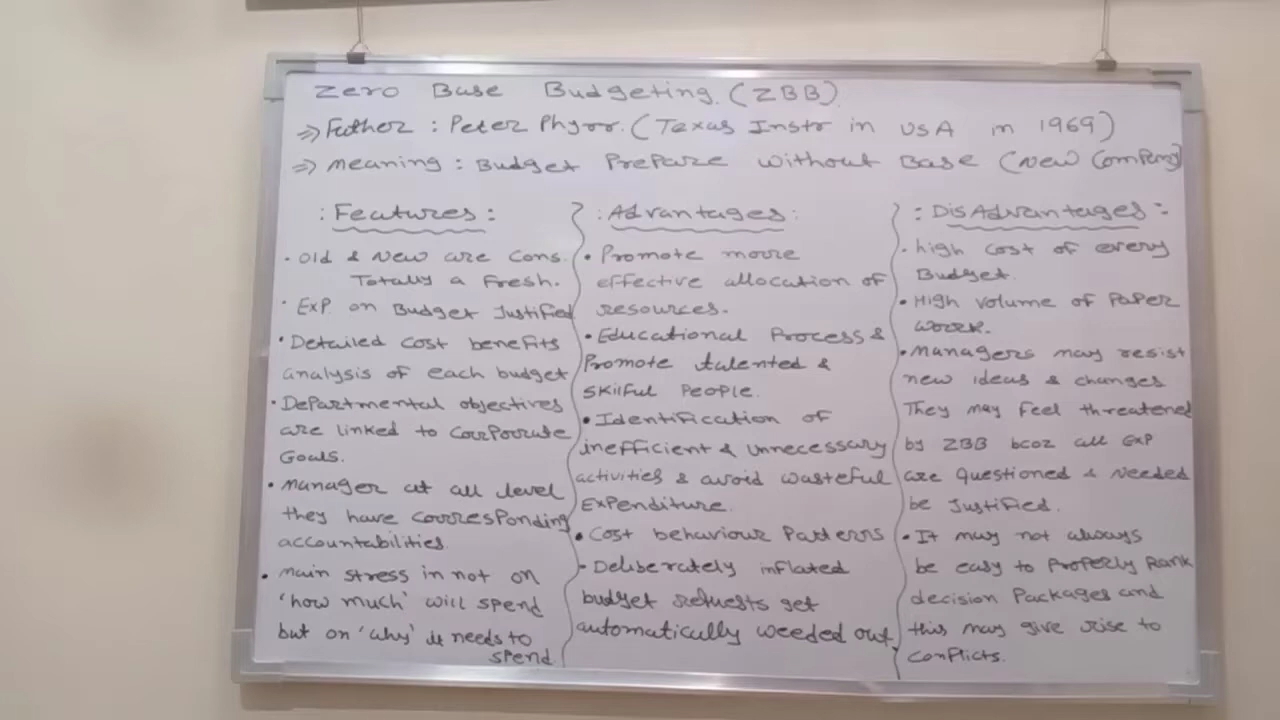 Zero Base Budgeting. (ZBB)
⇒ Father : Peter Phyrr. (Texas Instr in USA in 1969)
⇒ Meaning : Budget Prepare without Base (New Company)
: Features :
• Old & New are Cons.
Totally a Fresh.
• Exp. on Budget Justified
• Detailed cost benefits
analysis of each budget
• Departmental objectives
are linked to Corporate
Goals.
• Manager at all level
they have corresponding
accountabilities.
• Main stress in not on
'how much' will spend
but on 'why' it needs to
spend.
: Advantages :
• Promote more
effective allocation of
resources.
• Educational Process &
Promote talented &
Skilful People.
• Identification of
inefficient & unnecessary
activities & avoid wasteful
Expenditure.
• Cost behaviour Patterns
• Deliberately inflated
budget requests get
automatically weeded out.
: DisAdvantages :
• high cost of every
Budget.
• High volume of Paper
work.
• Managers may resist
new ideas & changes
They may feel threatened
by ZBB bcoz all Exp
are Questioned & Needed
be Justified.
• It may not always
be easy to Properly Rank
decision Packages and
this may give rise to
Conflicts.